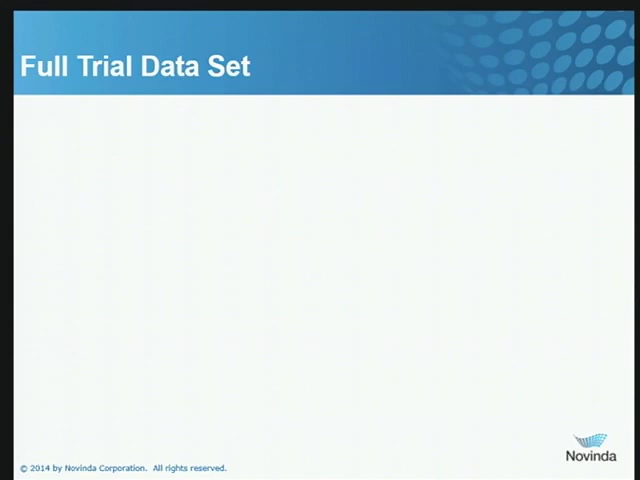 Full Trial Data Set
Novinda
© 2014 by Novinda Corporation. All rights reserved.